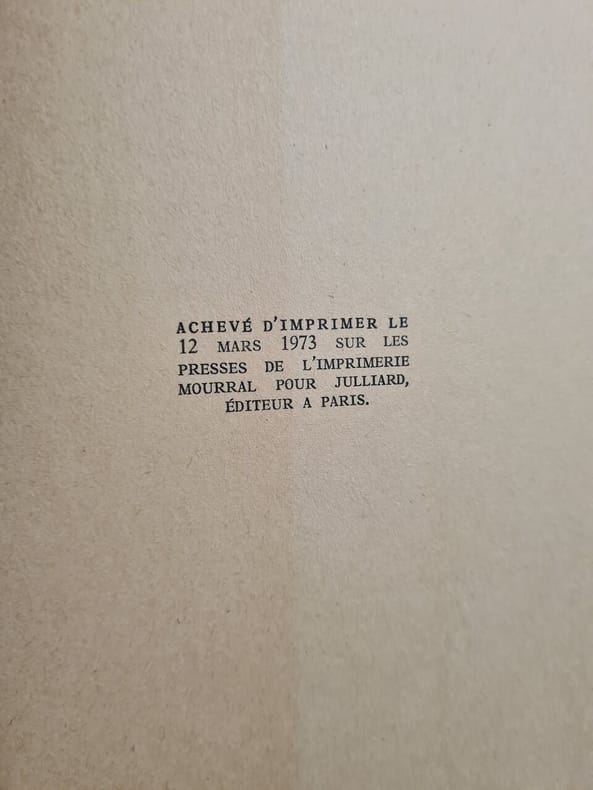 ACHEVÉ D'IMPRIMER LE
12 MARS 1973 SUR LES
PRESSES DE L'IMPRIMERIE
MOURRAL POUR JULLIARD,
ÉDITEUR A PARIS.